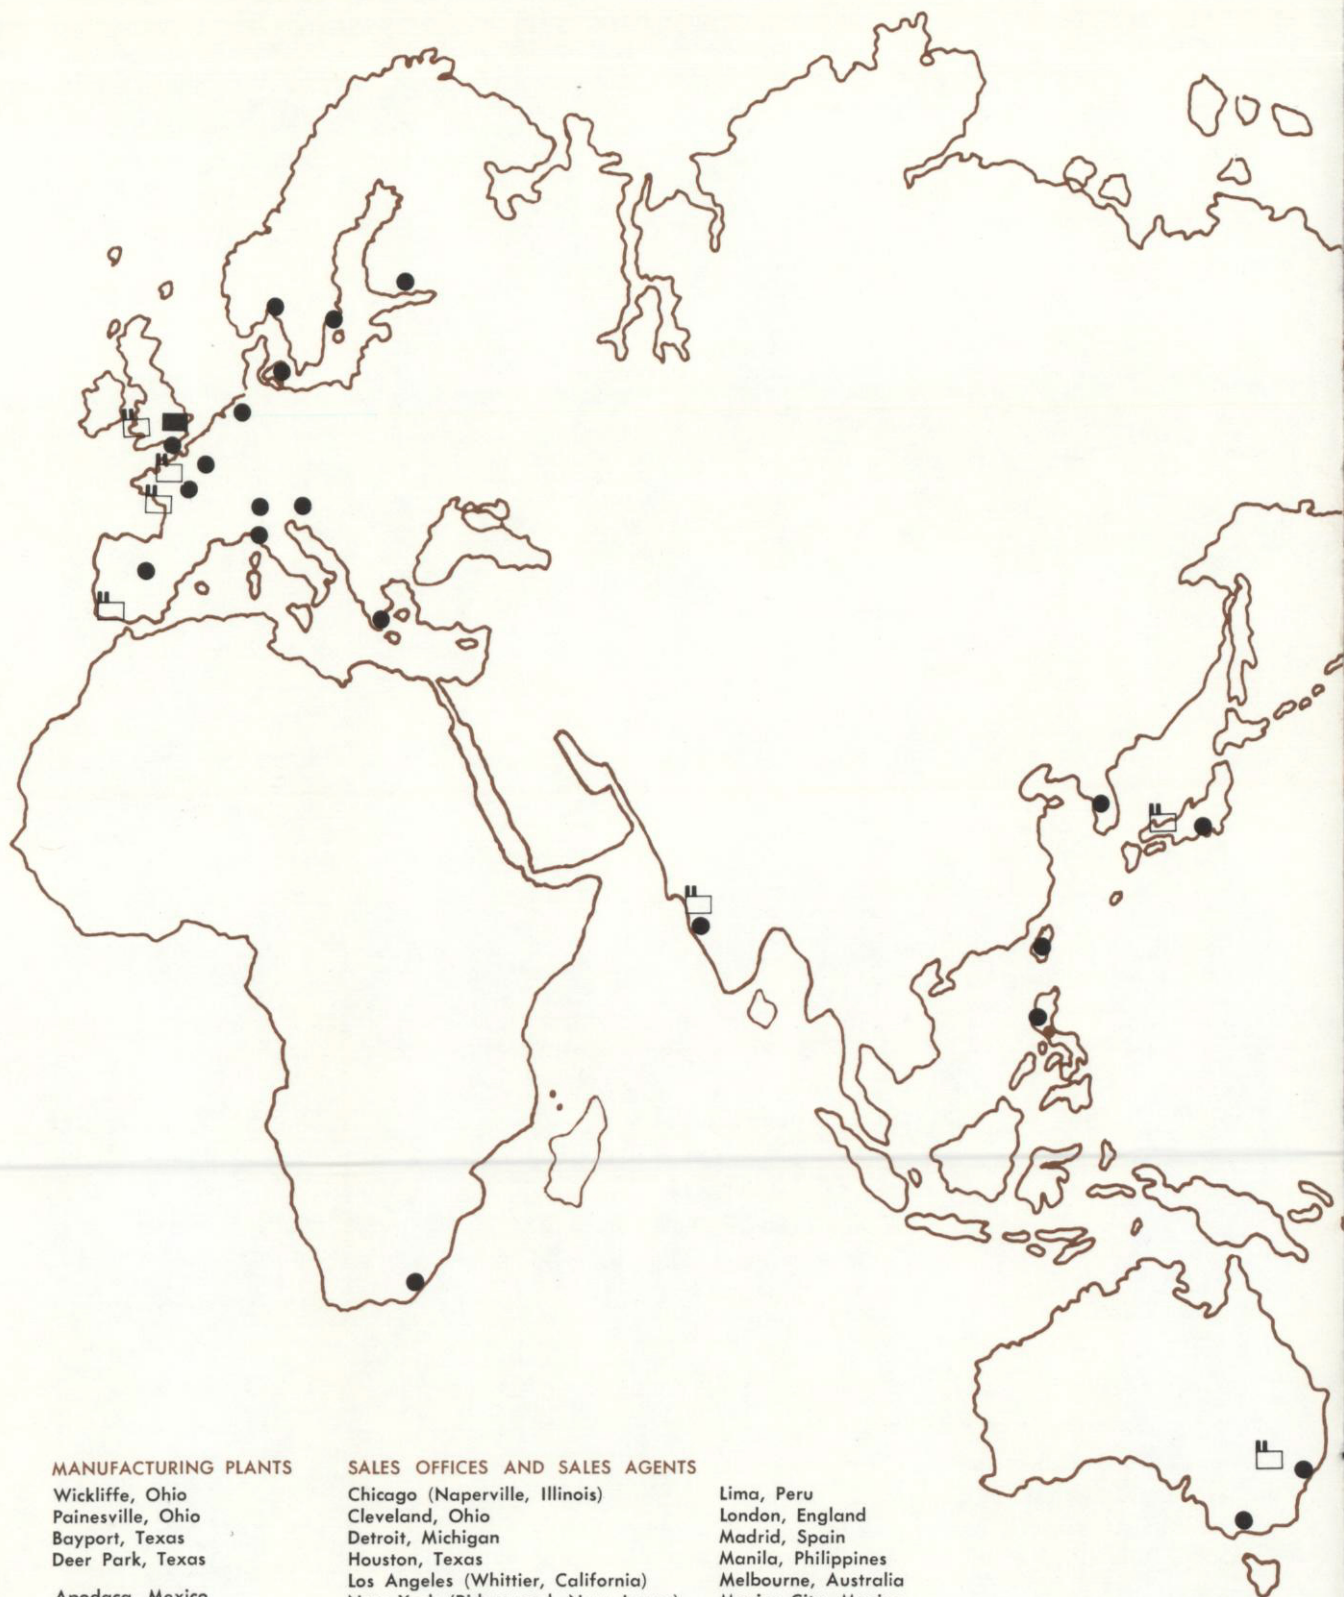 MANUFACTURING PLANTS
Wickliffe, Ohio
Painesville, Ohio
Bayport, Texas
Deer Park, Texas
SALES OFFICES AND SALES AGENTS
Chicago (Naperville, Illinois)
Cleveland, Ohio
Detroit, Michigan
Houston, Texas
Los Angeles (Whittier, California)
Lima, Peru
London, England
Madrid, Spain
Manila, Philippines
Melbourne, Australia